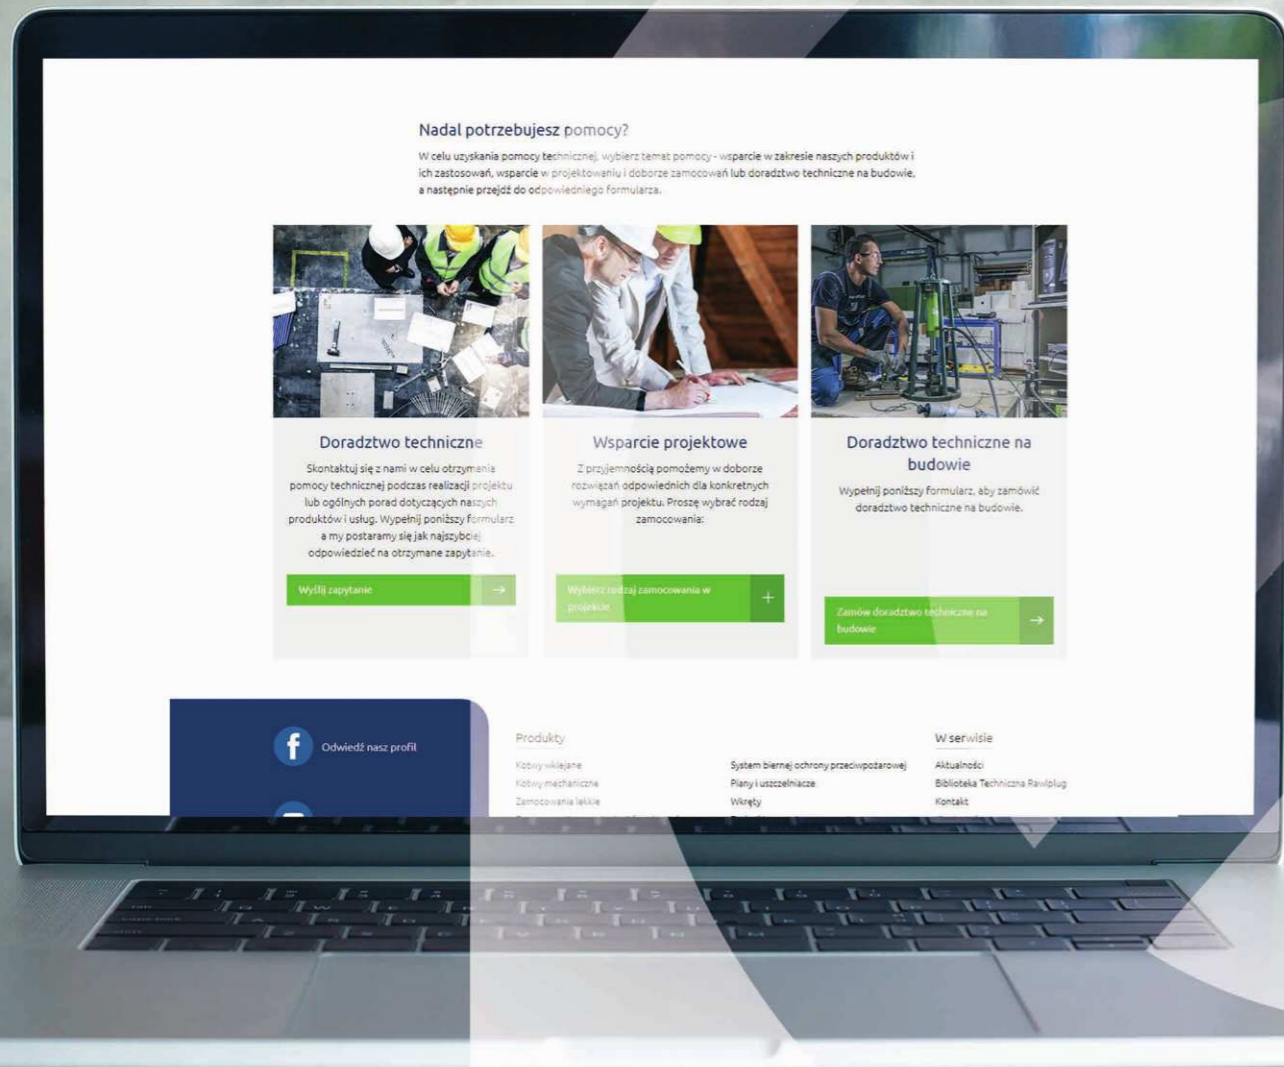 Nadal potrzebujesz pomocy?
W celu uzyskania pomocy technicznej, wybierz temat pomocy - wsparcie w zakresie naszych produktów i
ich zastosowań, wsparcie w projektowaniu i doborze zamocowań lub doradztwo techniczne na budowie,
a następnie przejdź do odpowiedniego formularza.
Doradztwo techniczne
Skontaktuj się z nami w celu otrzymania
pomocy technicznej podczas realizacji projektu
lub ogólnych porad dotyczących naszych
produktów i usług. Wypełnij poniższy formularz
a my postaramy się jak najszybciej
odpowiedzieć na otrzymane zapytanie.
Wyślij zapytanie
Wsparcie projektowe
Z przyjemnością pomożemy w doborze
rozwiązań odpowiednich dla konkretnych
wymagań projektu. Proszę wybrać rodzaj
zamocowania:
Wybierz rodzaj zamocowania w
projekcie
Doradztwo techniczne na
budowie
Wypełnij poniższy formularz, aby zamówić
doradztwo techniczne na budowie.
Zamów doradztwo techniczne na
budowie
Odwiedź nasz profil
Produkty
Kotwy wklejane
Kotwy mechaniczne
Zamocowania lekkie
System biernej ochrony przeciwpożarowej
Piany i uszczelniacze
Wkręty
W serwisie
Aktualności
Biblioteka Techniczna Rawlplug
Kontakt